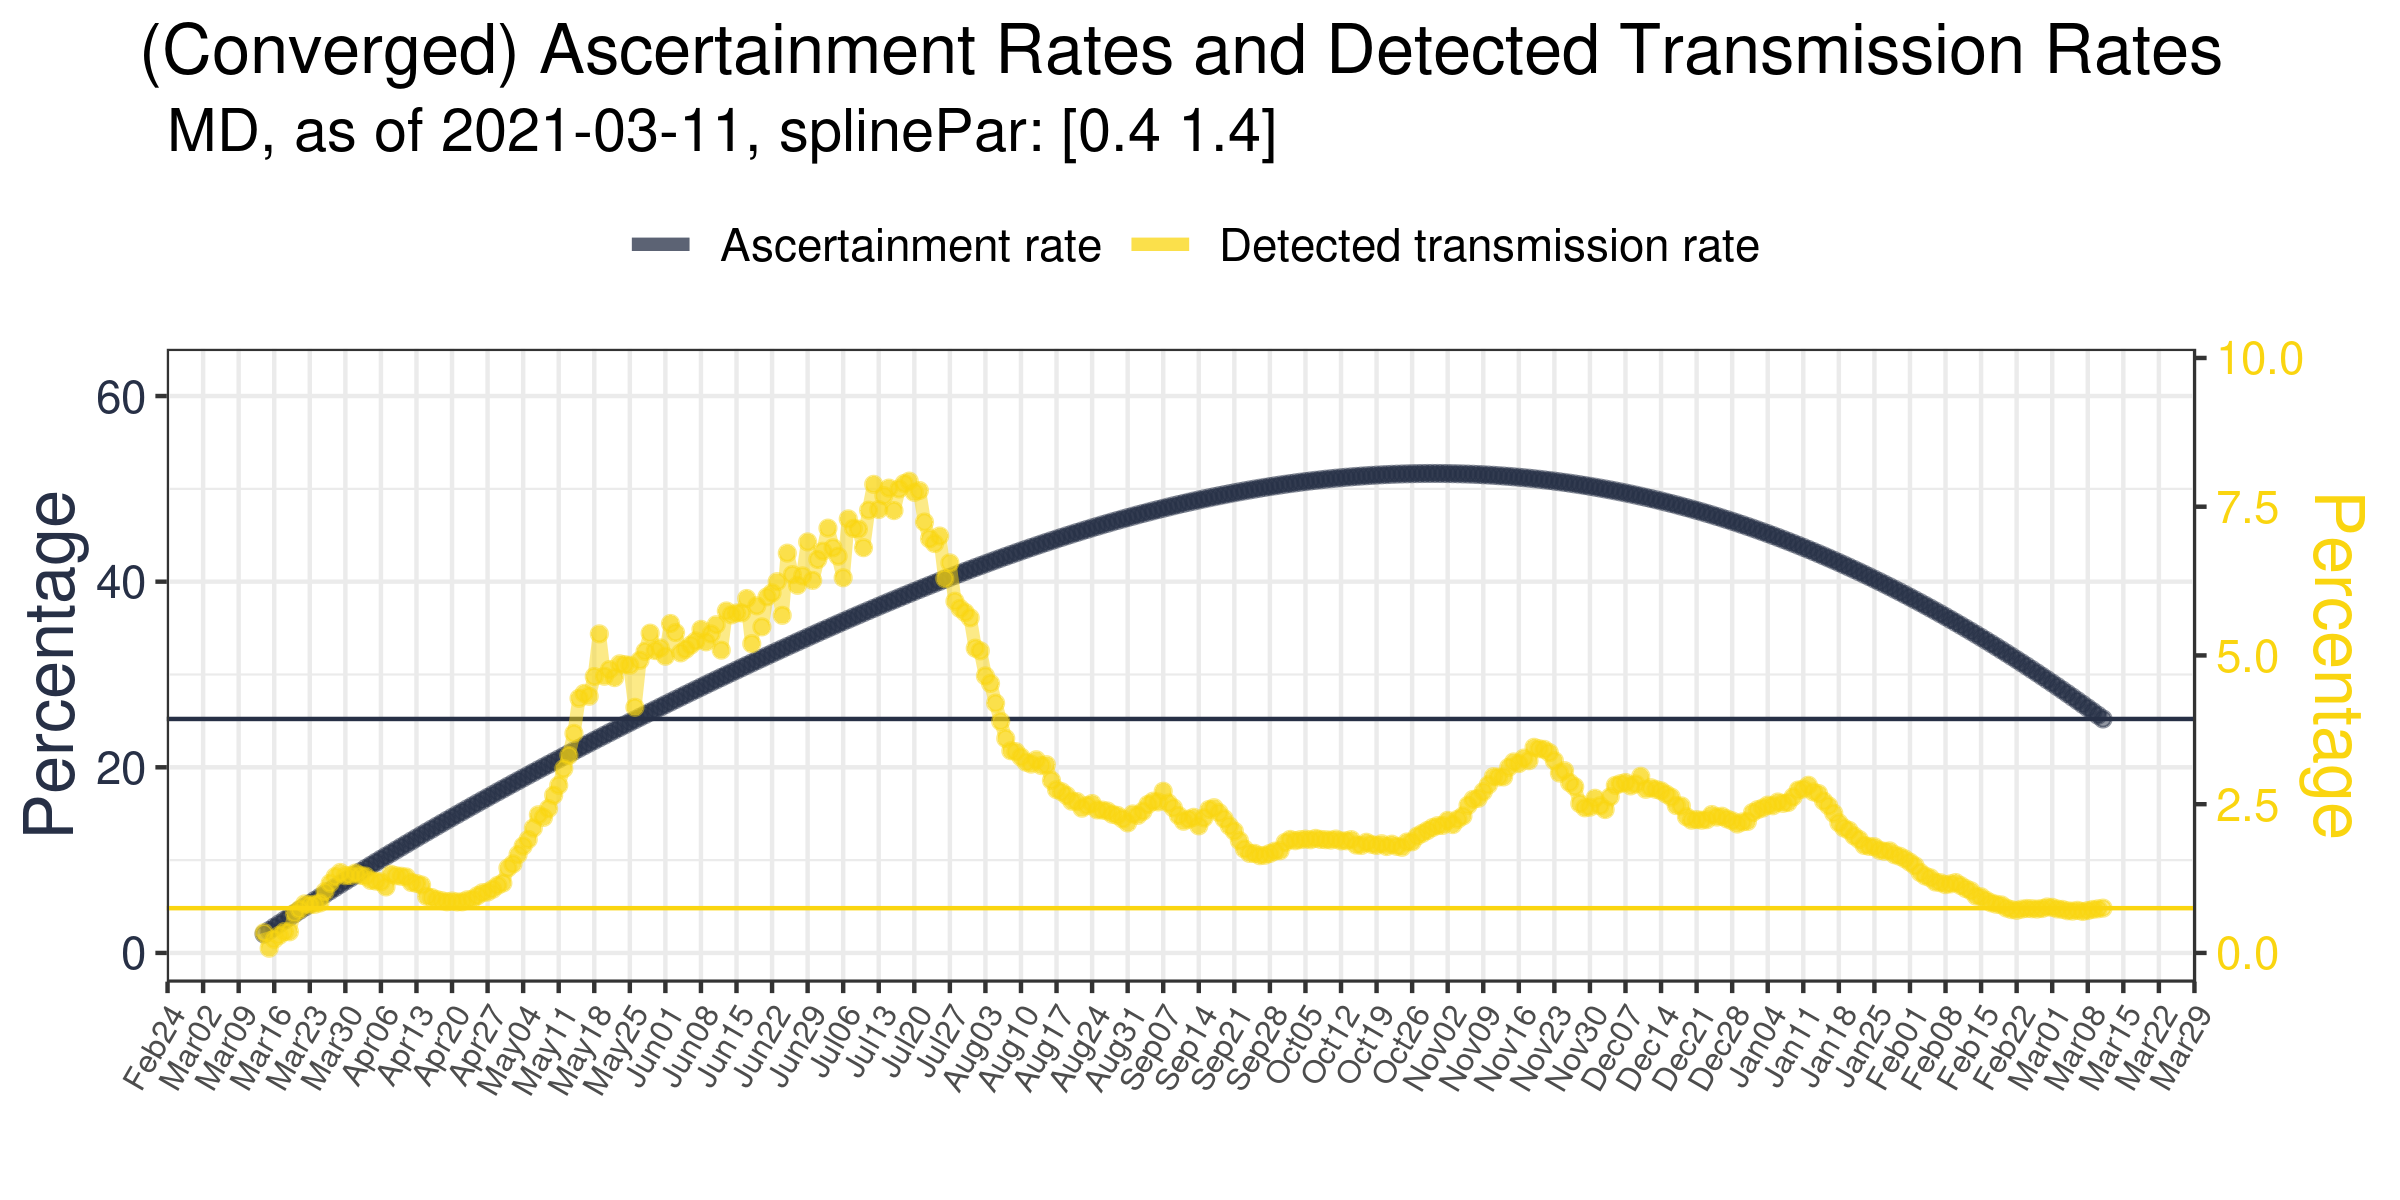 (Converged) Ascertainment Rates and Detected Transmission Rates
MD, as of 2021-03-11, splinePar: [0.4 1.4]
Ascertainment rate Detected transmission rate
Percentage
60
40
20
0
10.0
7.5
5.0
2.5
0.0
Percentage
Feb24 Mar02 Mar09 Mar16 Mar23 Mar30 Apr06 Apr13 Apr20 Apr27 May04 May11 May18 May25 Jun01 Jun08 Jun15 Jun22 Jun29 Jul06 Jul13 Jul20 Jul27 Aug03 Aug10 Aug17 Aug24 Aug31 Sep07 Sep14 Sep21 Sep28 Oct05 Oct12 Oct19 Oct26 Nov02 Nov09 Nov16 Nov23 Nov30 Dec07 Dec14 Dec21 Dec28 Jan04 Jan11 Jan18 Jan25 Feb01 Feb08 Feb15 Feb22 Mar01 Mar08 Mar15 Mar22 Mar29